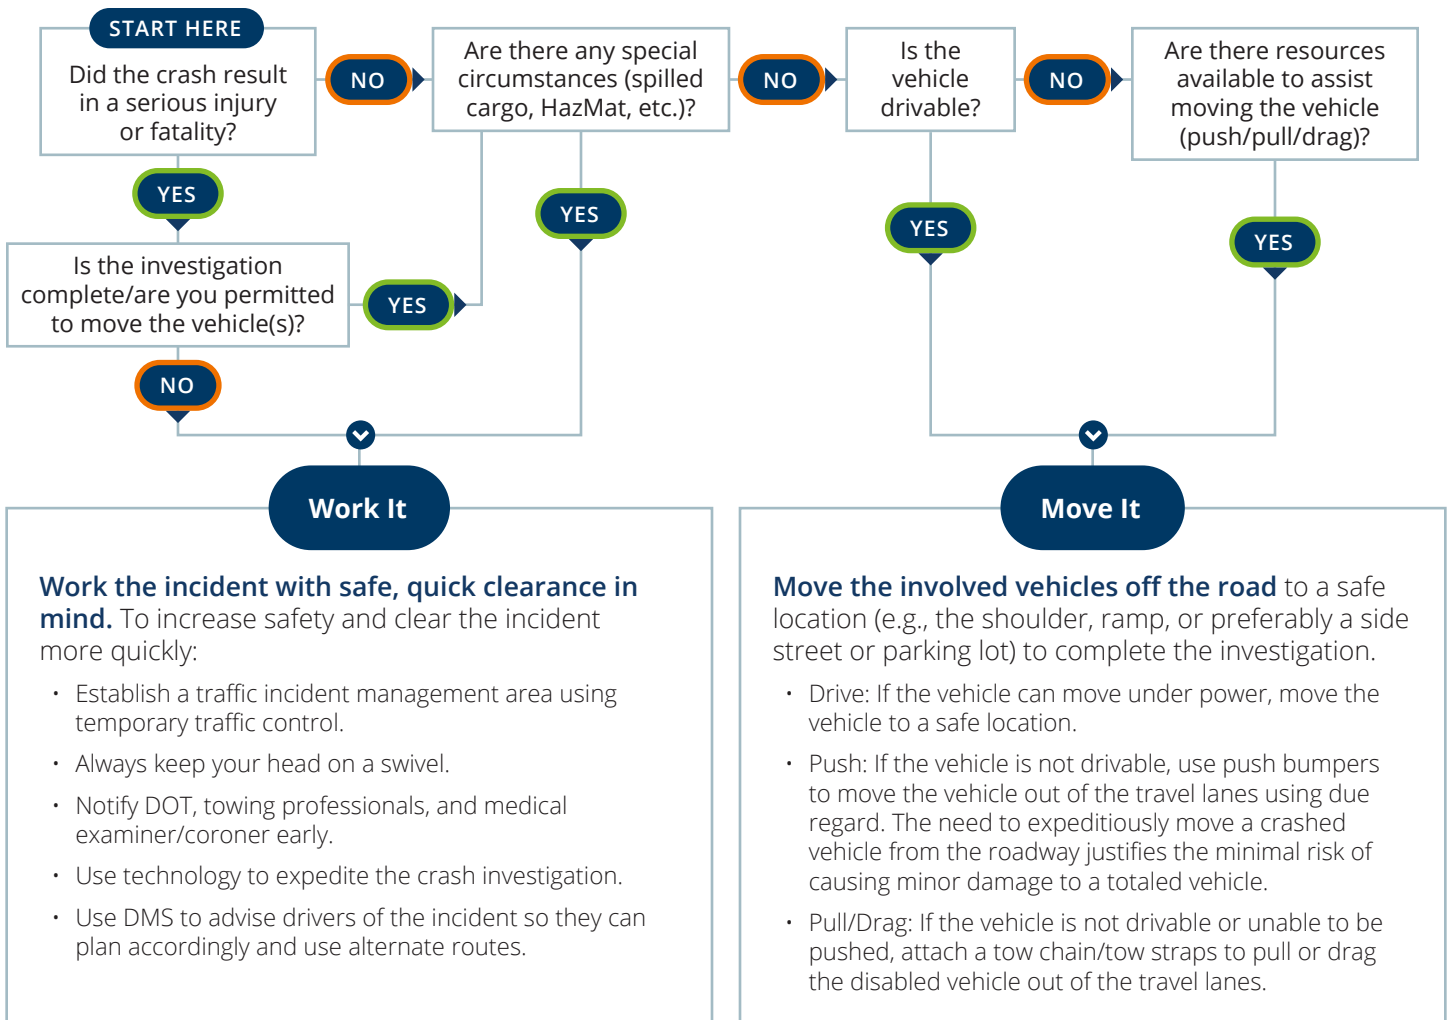 START HERE
Did the crash result
in a serious injury
or fatality?
NO
Are there any special
circumstances (spilled
cargo, HazMat, etc.)?
NO
Is the
vehicle
drivable?
NO
Are there resources
available to assist
moving the vehicle
(push/pull/drag)?
YES
YES
YES
YES
Is the investigation
complete/are you permitted
to move the vehicle(s)?
YES
NO
Work It
Work the incident with safe, quick clearance in
mind. To increase safety and clear the incident
more quickly:
• Establish a traffic incident management area using
temporary traffic control.
• Always keep your head on a swivel.
• Notify DOT, towing professionals, and medical
examiner/coroner early.
• Use technology to expedite the crash investigation.
• Use DMS to advise drivers of the incident so they can
plan accordingly and use alternate routes.
Move It
Move the involved vehicles off the road to a safe
location (e.g., the shoulder, ramp, or preferably a side
street or parking lot) to complete the investigation.
• Drive: If the vehicle can move under power, move the
vehicle to a safe location.
• Push: If the vehicle is not drivable, use push bumpers
to move the vehicle out of the travel lanes using due
regard. The need to expeditiously move a crashed
vehicle from the roadway justifies the minimal risk of
causing minor damage to a totaled vehicle.
• Pull/Drag: If the vehicle is not drivable or unable to be
pushed, attach a tow chain/tow straps to pull or drag
the disabled vehicle out of the travel lanes.